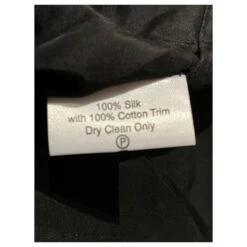 100% Silk
with 100% Cotton Trim
Dry Clean Only
P